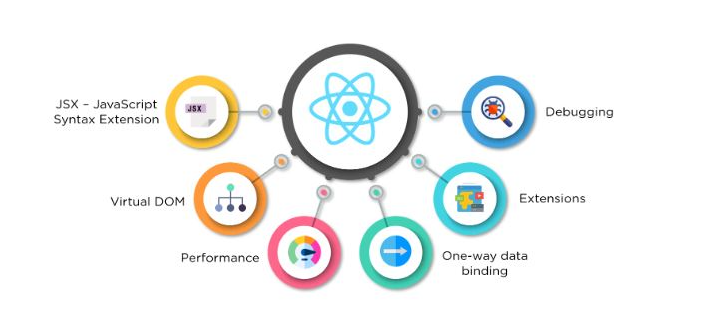 JSX – JavaScript
Syntax Extension
JSX
Debugging
Virtual DOM
Extensions
Performance
One-way data
binding